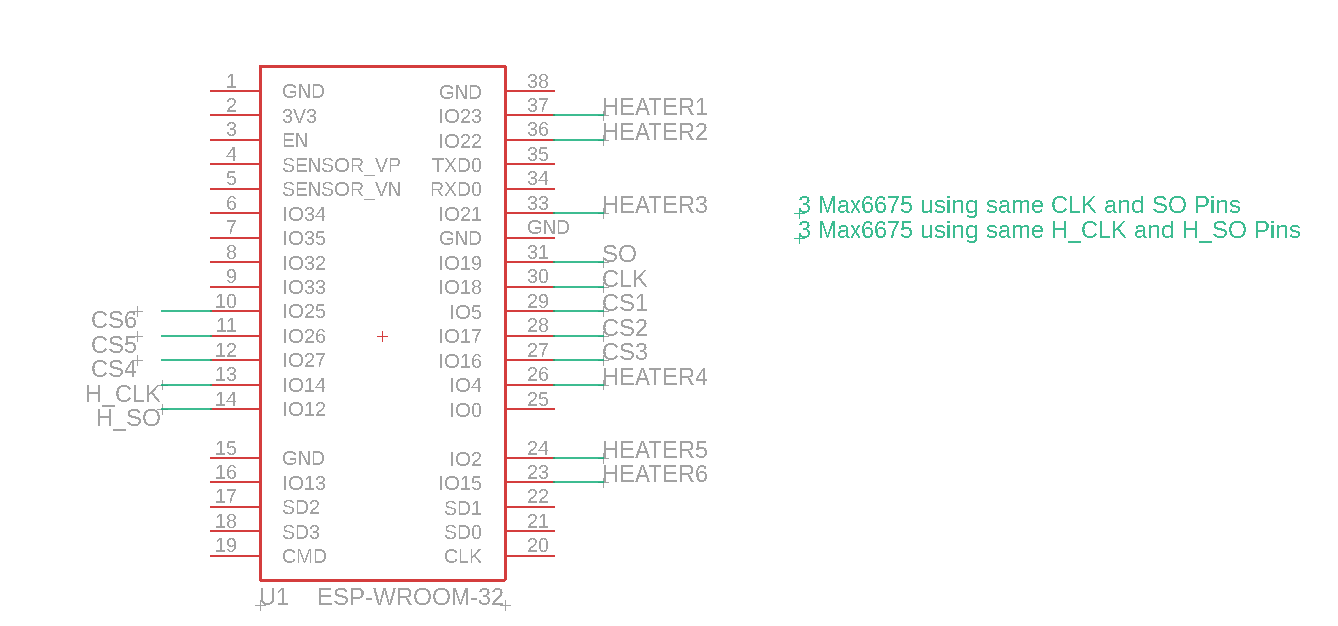 1 GND GND 38
2 3V3 IO23 37 HEATER1
3 EN IO22 36 HEATER2
4 SENSOR_VP TXD0 35
5 SENSOR_VN RXD0 34
6 IO34 IO21 33 HEATER3
7 IO35 GND GND
8 IO32 IO19 31 SO
9 IO33 IO18 30 CLK
CS6 10 IO25 IO5 29 CS1
CS5 11 IO26 IO17 28 CS2
CS4 12 IO27 IO16 27 CS3
H_CLK 13 IO14 IO4 26 HEATER4
H_SO 14 IO12 IO0 25
15 GND IO2 24 HEATER5
16 IO13 IO15 23 HEATER6
17 SD2 SD1 22
18 SD3 SD0 21
19 CMD CLK 20
U1 ESP-WROOM-32
3 Max6675 using same CLK and SO Pins
3 Max6675 using same H_CLK and H_SO Pins